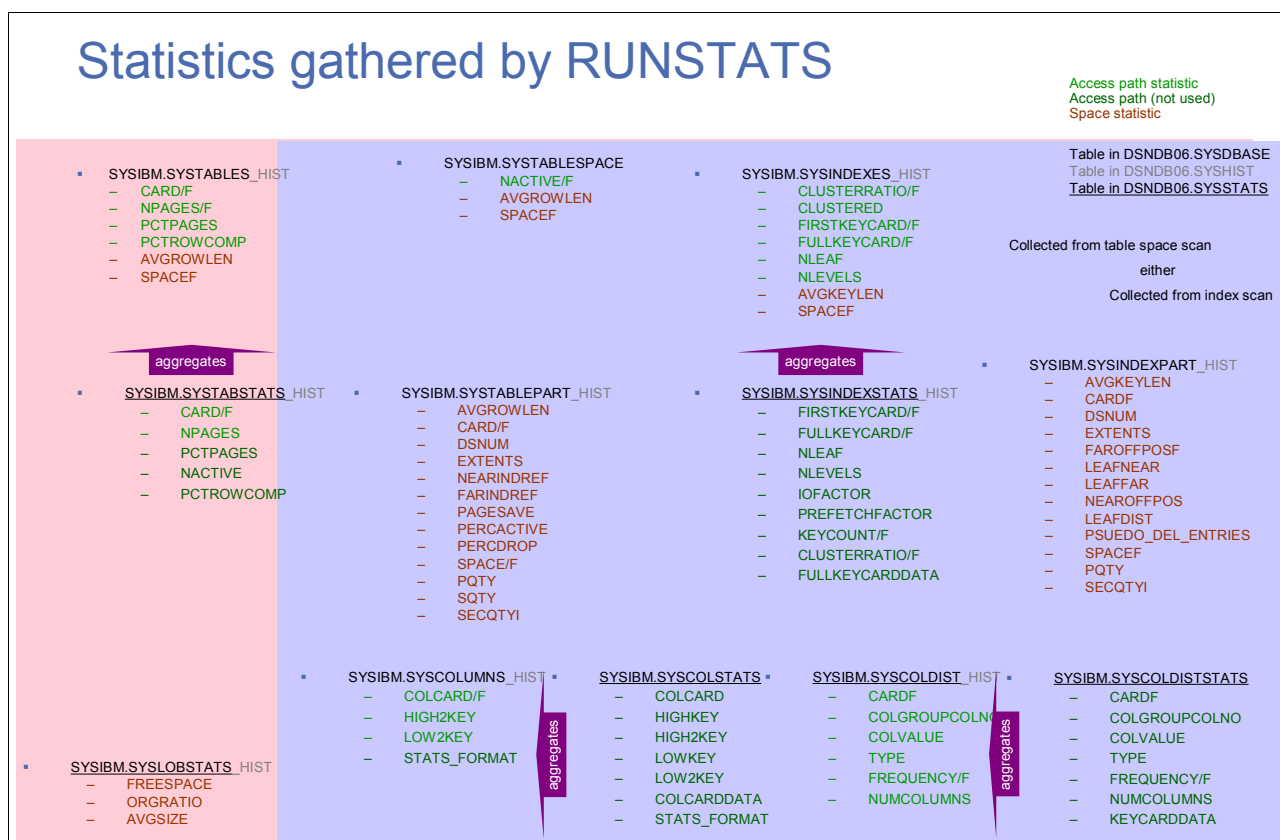 Statistics gathered by RUNSTATS
Access path statistic
Access path (not used)
Space statistic
Table in DSNDB06.SYSDBASE
Table in DSNDB06.SYSHIST
Table in DSNDB06.SYSSTATS
Collected from table space scan
either
Collected from index scan
▪ SYSIBM.SYSTABLES_HIST
– CARD/F
– NPAGES/F
– PCTPAGES
– PCTROWCOMP
– AVGROWLEN
– SPACEF
▪ SYSIBM.SYSTABLESPACE
– NACTIVE/F
– AVGROWLEN
– SPACEF
▪ SYSIBM.SYSINDEXES_HIST
– CLUSTERRATIO/F
– CLUSTERED
– FIRSTKEYCARD/F
– FULLKEYCARD/F
– NLEAF
– NLEVELS
– AVGKEYLEN
– SPACEF
aggregates
aggregates
▪ SYSIBM.SYSTABSTATS_HIST
– CARD/F
– NPAGES
– PCTPAGES
– NACTIVE
– PCTROWCOMP
▪ SYSIBM.SYSTABLEPART_HIST
– AVGROWLEN
– CARD/F
– DSNUM
– EXTENTS
– NEARINDREF
– FARINDREF
– PAGESAVE
– PERCACTIVE
– PERCDROP
– SPACE/F
– PQTY
– SQTY
– SECQTYI
▪ SYSIBM.SYSINDEXSTATS_HIST
– FIRSTKEYCARD/F
– FULLKEYCARD/F
– NLEAF
– NLEVELS
– IOFACTOR
– PREFETCHFACTOR
– KEYCOUNT/F
– CLUSTERRATIO/F
– FULLKEYCARDDATA
▪ SYSIBM.SYSINDEXPART_HIST
– AVGKEYLEN
– CARDF
– DSNUM
– EXTENTS
– FAROFFPOSF
– LEAFNEAR
– LEAFFAR
– NEAROFFPOS
– LEAFDIST
– PSUEDO_DEL_ENTRIES
– SPACEF
– PQTY
– SECQTYI
▪ SYSIBM.SYSLOBSTATS_HIST
– FREESPACE
– ORGRATIO
– AVGSIZE
▪ SYSIBM.SYSCOLUMNS_HIST
– COLCARD/F
– HIGH2KEY
– LOW2KEY
– STATS_FORMAT
aggregates
▪ SYSIBM.SYSCOLSTATS
– COLCARD
– HIGHKEY
– HIGH2KEY
– LOWKEY
– LOW2KEY
– COLCARDDATA
– STATS_FORMAT
▪ SYSIBM.SYSCOLDIST_HIST
– CARDF
– COLGROUPCOLNO
– COLVALUE
– TYPE
– FREQUENCY/F
– NUMCOLUMNS
aggregates
▪ SYSIBM.SYSCOLDISTSTATS
– CARDF
– COLGROUPCOLNO
– COLVALUE
– TYPE
– FREQUENCY/F
– NUMCOLUMNS
– KEYCARDDATA